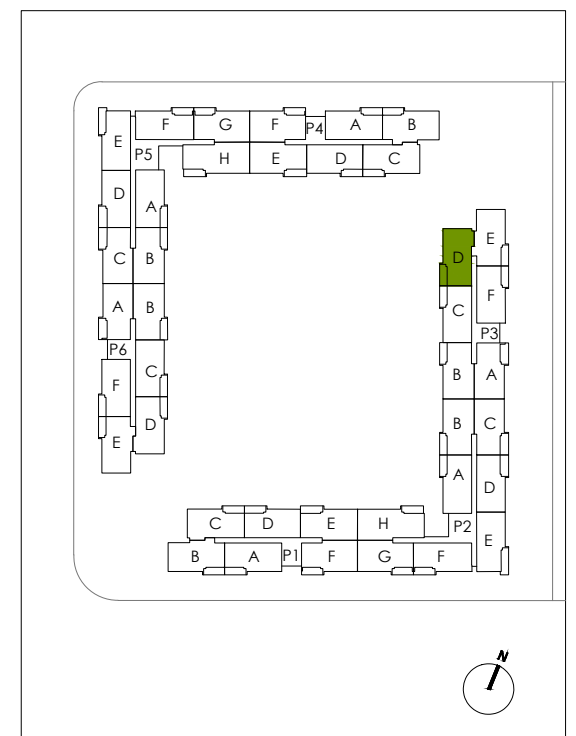 F G F P4 A B
E
P5
H E D C
D
A
C B
A B
P6
C
F
D
E
E
D
F
C
P3
B A
B C
A
D
C D E H
P2
E
B A P1 F G F
N